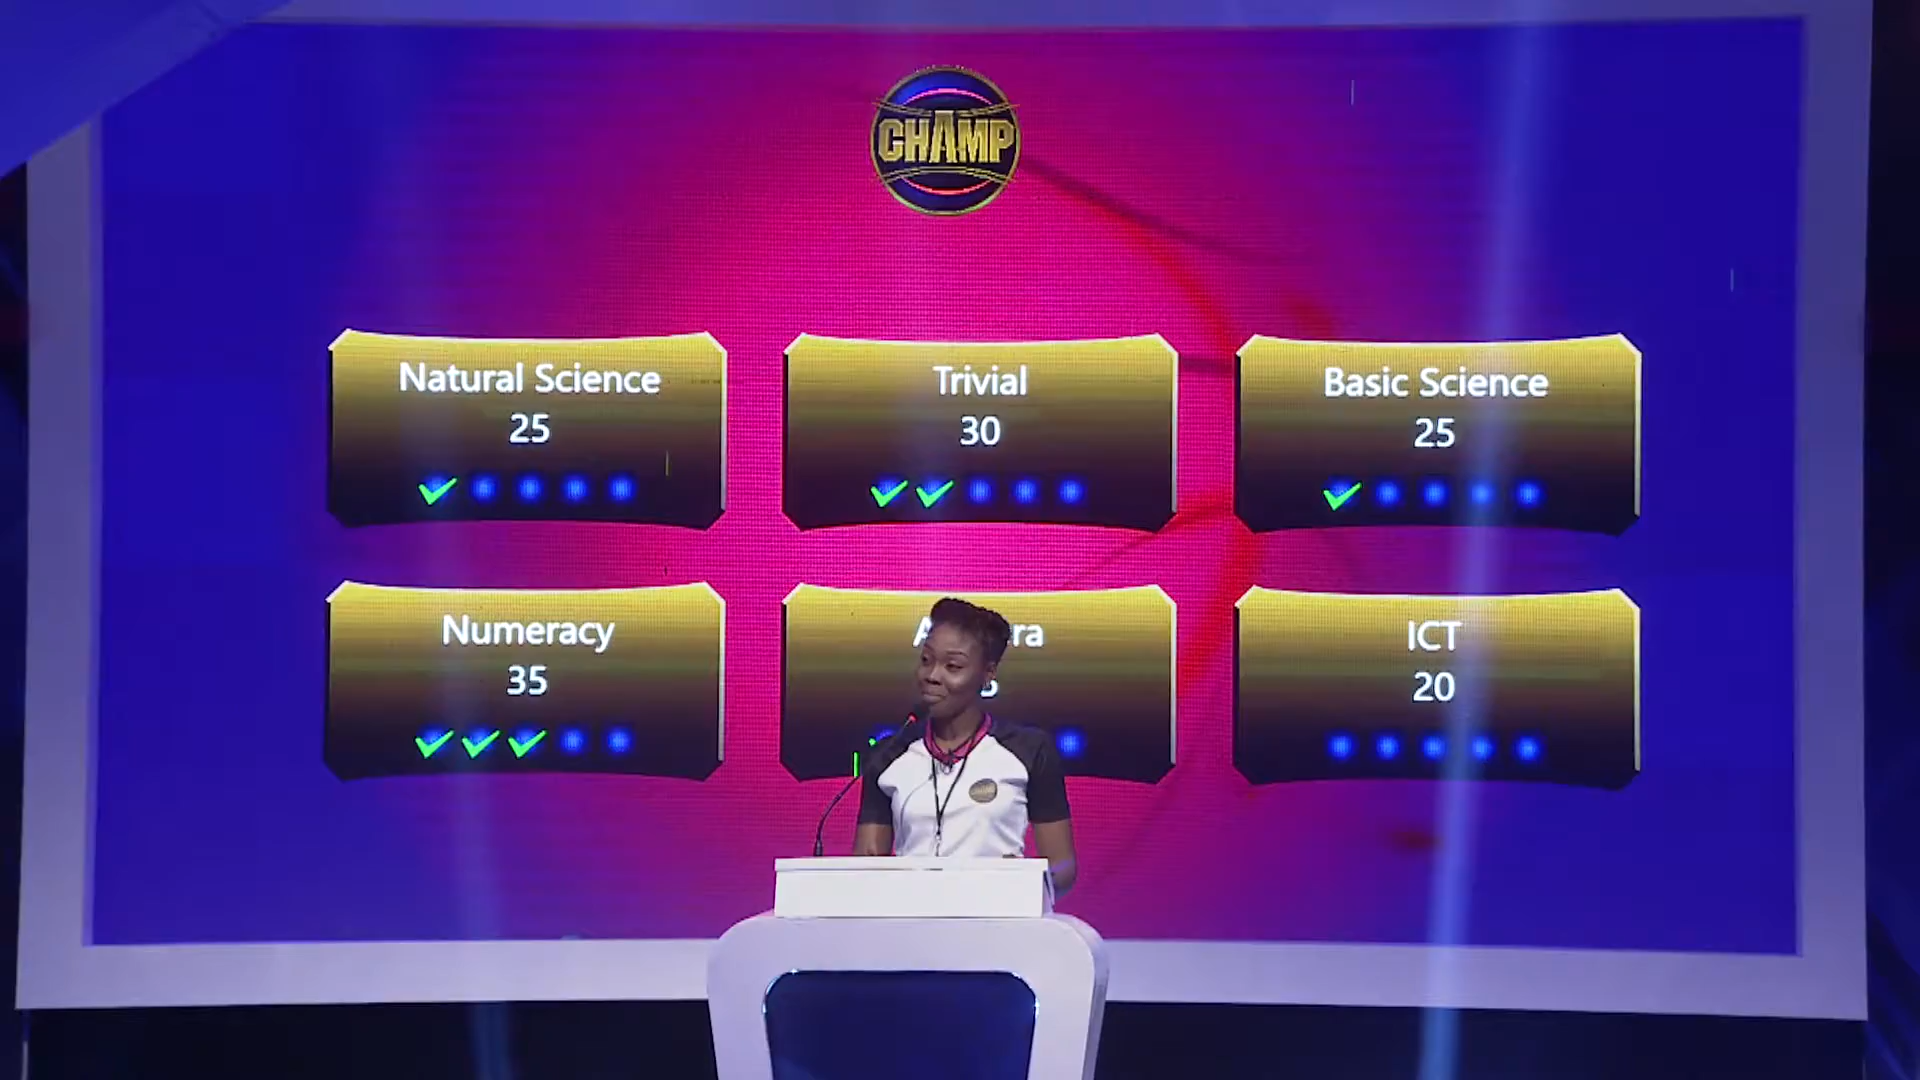 CHAMP
Natural Science
25
Trivial
30
Basic Science
25
Numeracy
35
ICT
20